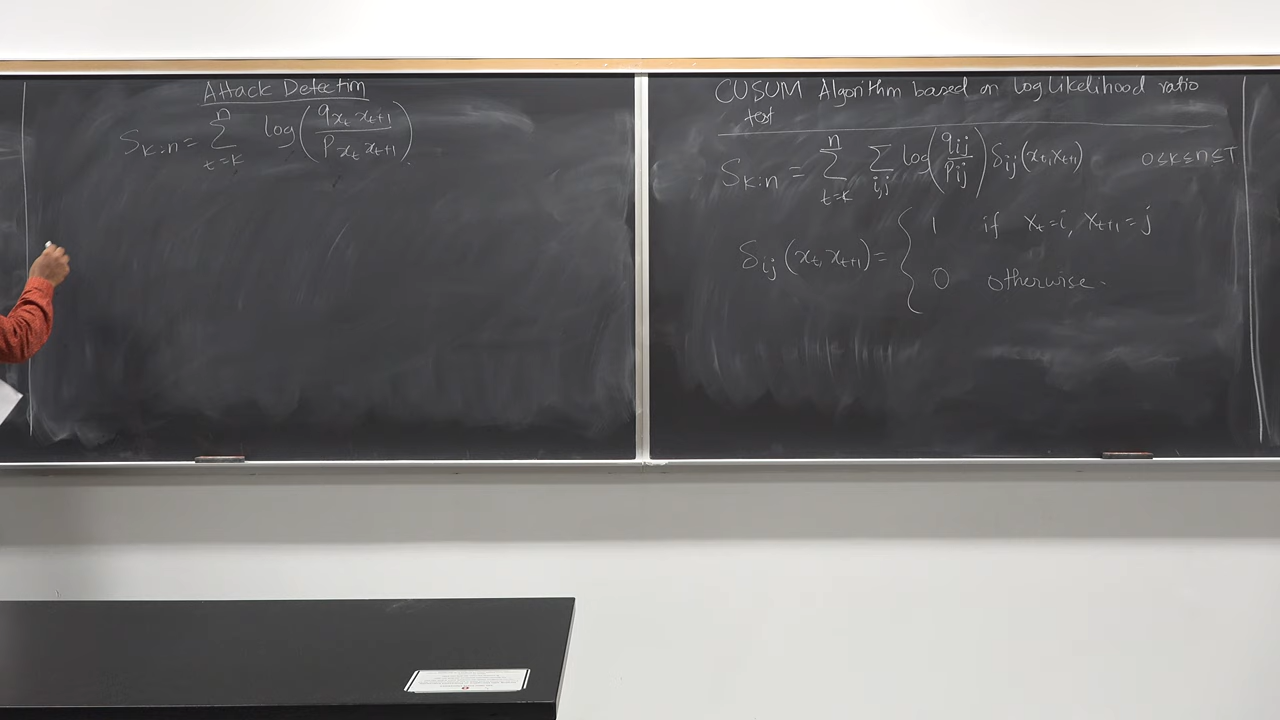 Attack Detection
S_{k:n} = \sum_{t=k}^{n} log(q_{x_t x_{t+1}} / p_{x_t x_{t+1}}).
CUSUM Algorithm based on Log Likelihood ratio
test
S_{k:n} = \sum_{t=k}^{n} \sum_{i,j} log(q_{ij} / p_{ij}) δ_{ij}(x_t, x_{t+1}) 0≤k≤n≤T
δ_{ij}(x_t, x_{t+1}) = { 1 if x_t=i, x_{t+1}=j
0 otherwise.